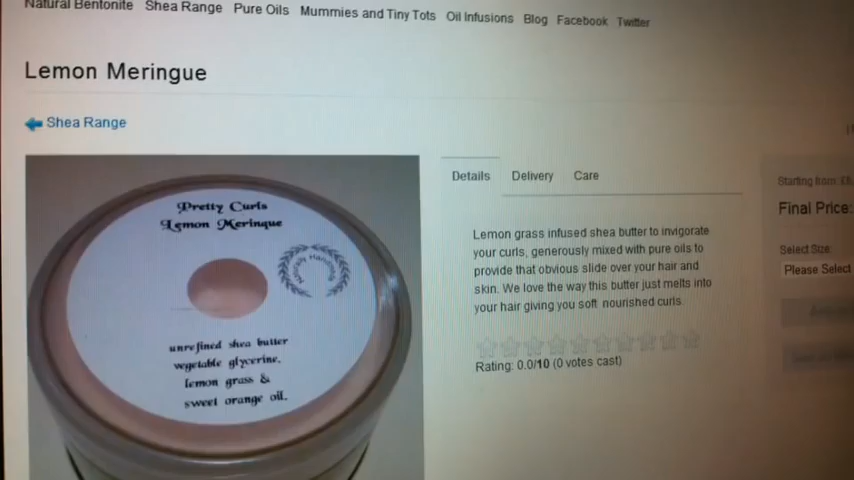 Natural Bentonite Shea Range Pure Oils Mummies and Tiny Tots Oil Infusions Blog Facebook Twitter
Lemon Meringue
Shea Range
Details Delivery Care
Starting from:
Final Price:
Select Size:
Please Select
Lemon grass infused shea butter to invigorate
your curls, generously mixed with pure oils to
provide that obvious slide over your hair and
skin. We love the way this butter just melts into
your hair giving you soft nourished curls.
Rating: 0.0/10 (0 votes cast)
Pretty Curls
Lemon Meringue
unrefined shea butter
vegetable glycerine,
lemon grass &
sweet orange oil.